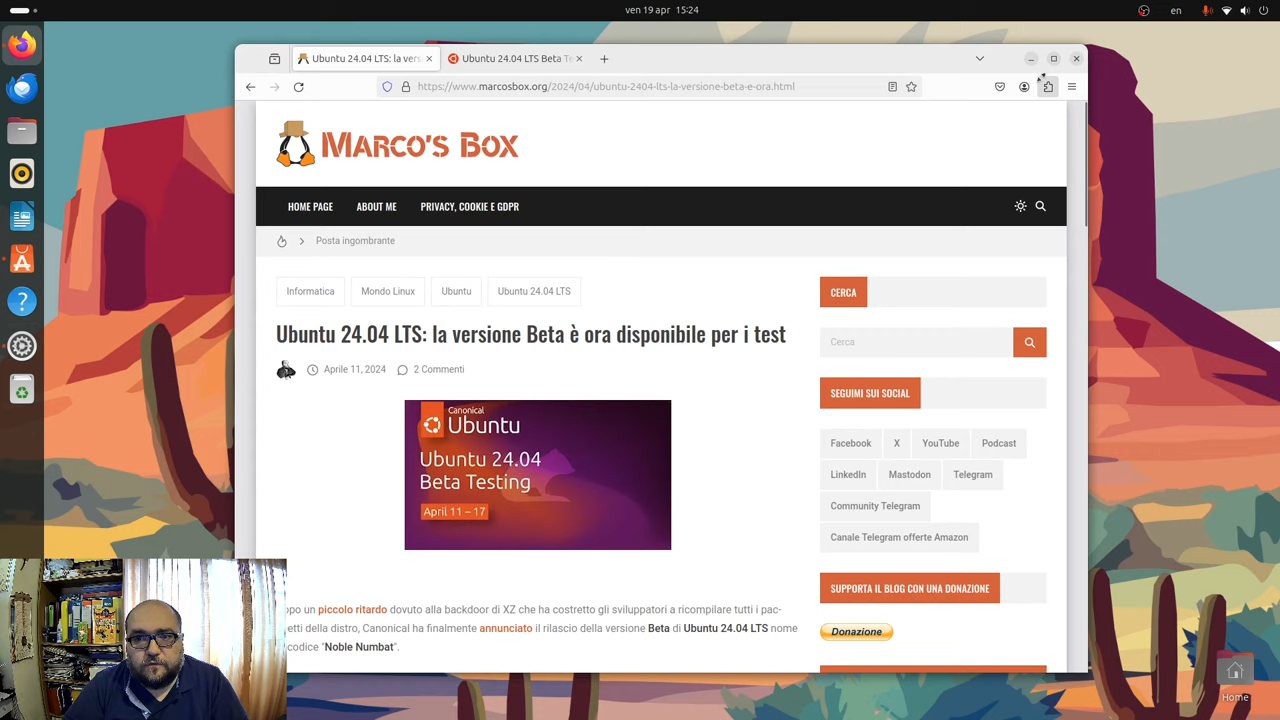 ven 19 apr 15:24
en
Ubuntu 24.04 LTS: la vers
Ubuntu 24.04 LTS Beta Te
https://www.marcosbox.org/2024/04/ubuntu-2404-lts-la-versione-beta-e-ora.html
MARCO'S BOX
HOME PAGE
ABOUT ME
PRIVACY, COOKIE E GDPR
Posta ingombrante
Informatica
Mondo Linux
Ubuntu
Ubuntu 24.04 LTS
Ubuntu 24.04 LTS: la versione Beta è ora disponibile per i test
Aprile 11, 2024
2 Commenti
Canonical
Ubuntu
Ubuntu 24.04
Beta Testing
April 11 – 17
opo un piccolo ritardo dovuto alla backdoor di XZ che ha costretto gli sviluppatori a ricompilare tutti i pac-
etti della distro, Canonical ha finalmente annunciato il rilascio della versione Beta di Ubuntu 24.04 LTS nome
codice "Noble Numbat".
CERCA
Cerca
SEGUIMI SUI SOCIAL
Facebook
X
YouTube
Podcast
LinkedIn
Mastodon
Telegram
Community Telegram
Canale Telegram offerte Amazon
SUPPORTA IL BLOG CON UNA DONAZIONE
Donazione
Home